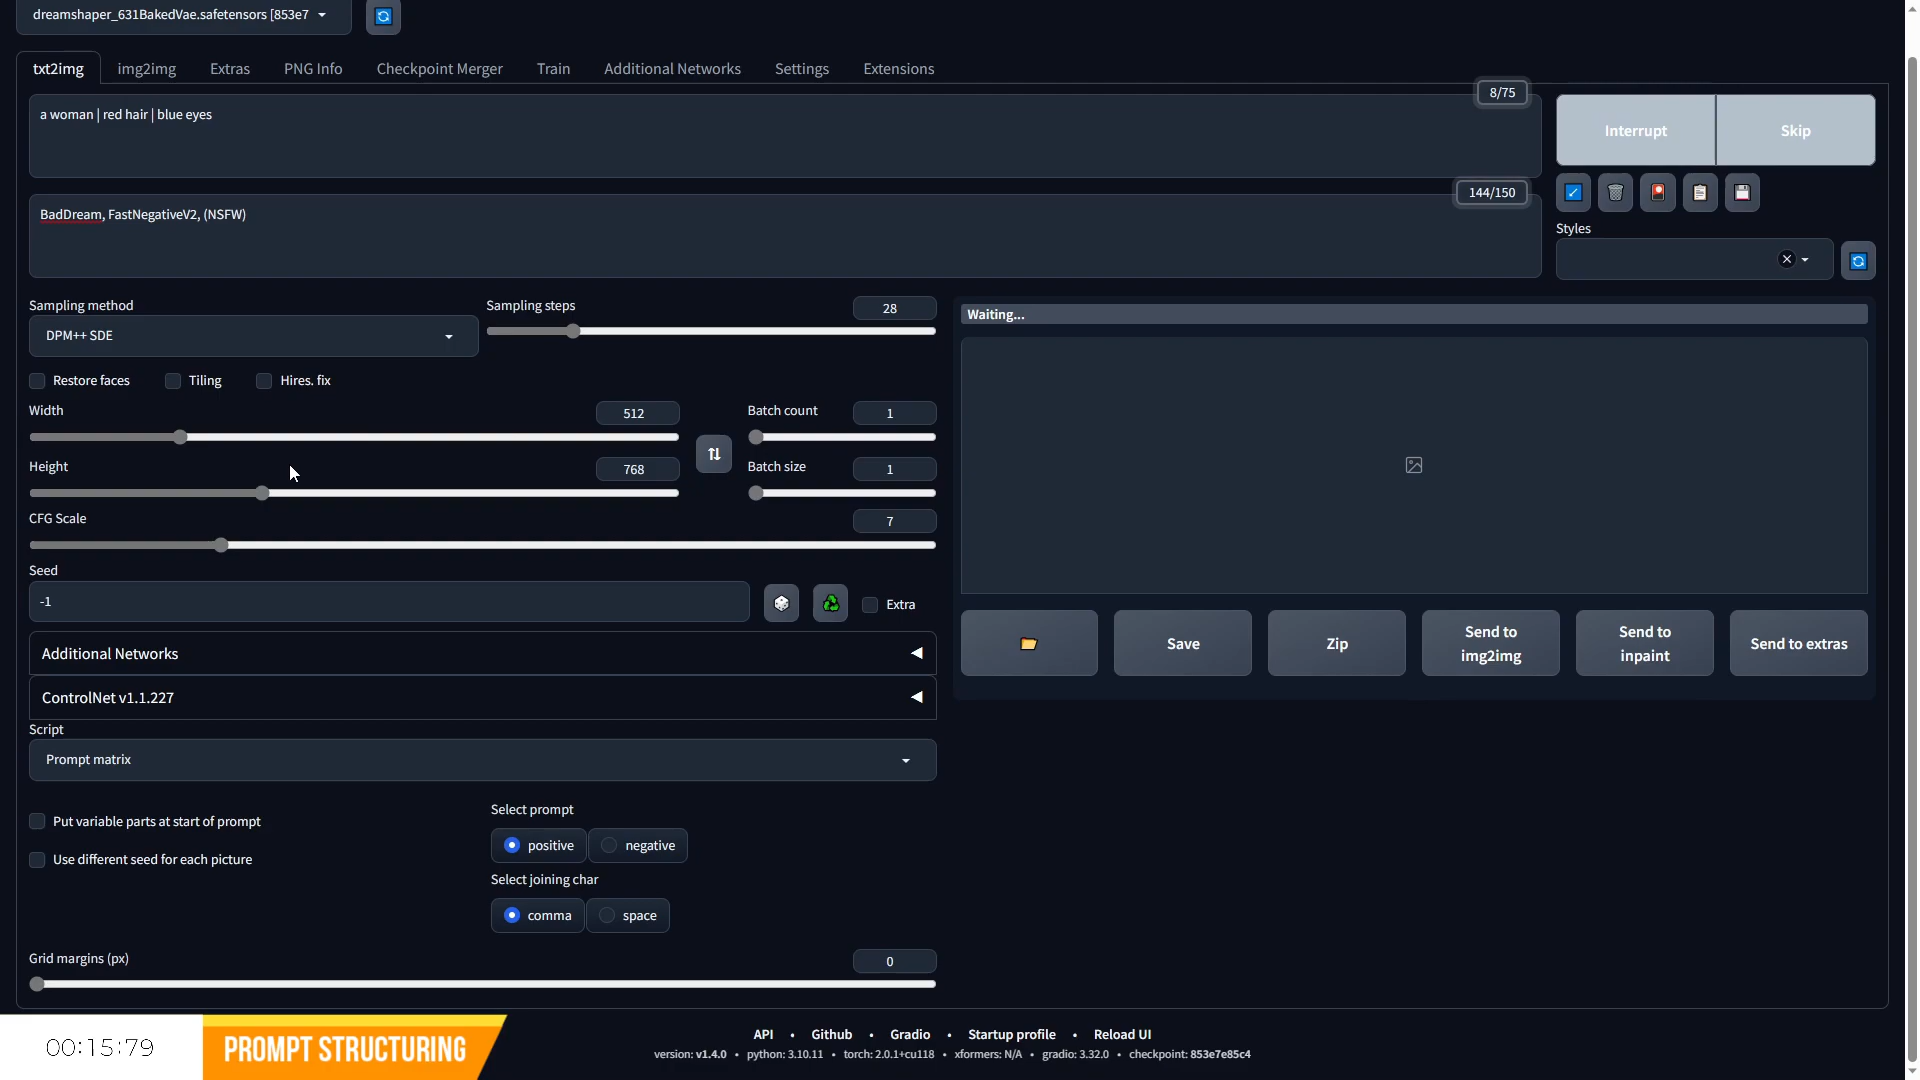 dreamshaper_631BakedVae.safetensors [853e7
txt2img img2img Extras PNG Info Checkpoint Merger Train Additional Networks Settings Extensions
8/75
a woman | red hair | blue eyes
Interrupt Skip
144/150
BadDream, FastNegativeV2, (NSFW)
Styles
Sampling method
DPM++ SDE
Sampling steps 28
Restore faces Tiling Hires. fix
Width 512
Height 768
Batch count 1
Batch size 1
CFG Scale 7
Seed
-1
Extra
Additional Networks
ControlNet v1.1.227
Script
Prompt matrix
Put variable parts at start of prompt
Use different seed for each picture
Select prompt
positive negative
Select joining char
comma space
Grid margins (px) 0
Waiting...
Save
Zip
Send to
img2img
Send to
inpaint
Send to extras
00:15:79
PROMPT STRUCTURING
API • Github • Gradio • Startup profile • Reload UI
version: v1.4.0 • python: 3.10.11 • torch: 2.0.1+cu118 • xformers: N/A • gradio: 3.32.0 • checkpoint: 853e7e85c4